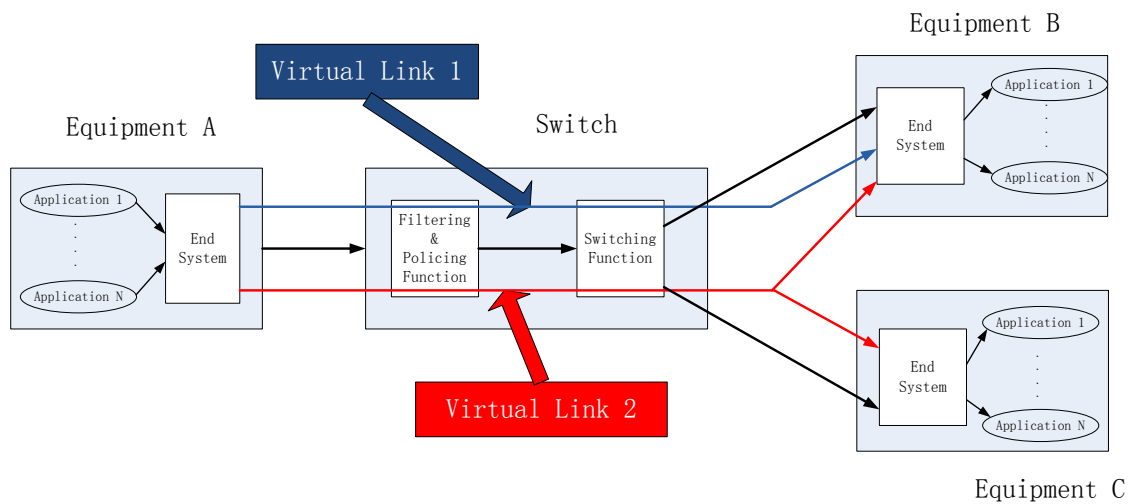 Equipment B
Virtual Link 1
Application 1
Equipment A
Switch
End
System
Application N
Application 1
Filtering
&
Policing
Function
Switching
Function
End
System
Application N
Application 1
End
System
Virtual Link 2
Application N
Equipment C